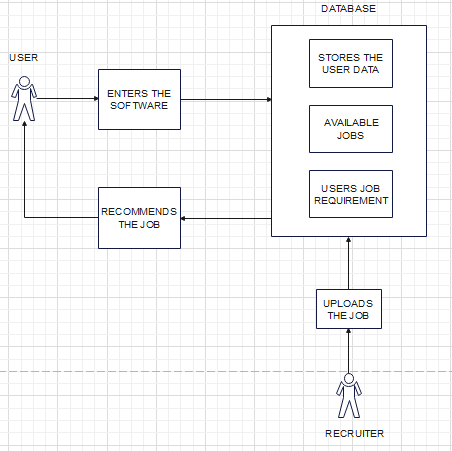 DATABASE
USER
STORES THE
USER DATA
ENTERS THE
SOFTWARE
AVAILABLE
JOBS
USERS JOB
REQUIREMENT
RECOMMENDS
THE JOB
UPLOADS
THE JOB
RECRUITER